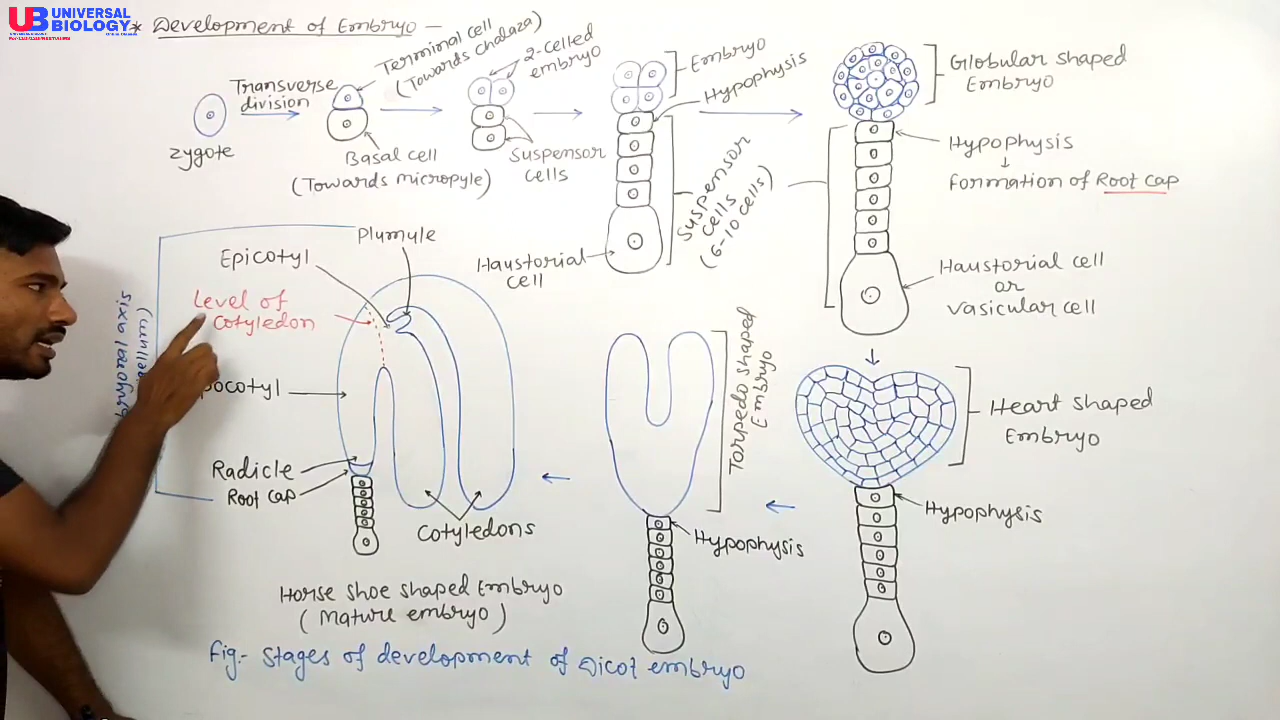 UB UNIVERSAL BIOLOGY
* Development of Embryo –
Zygote
Transverse
division
Terminal cell
(Towards chalaza)
Basal cell
(Towards micropyle)
2-celled
embryo
Suspensor
cells
Embryo
Hypophysis
Suspensor
cells
(6-10 cells)
Haustorial
cell
Globular shaped
Embryo
Hypophysis
↓
Formation of Root cap
Haustorial cell
or
Vasicular cell
Heart shaped
Embryo
Hypophysis
Torpedo shaped
Embryo
Hypophysis
Plumule
Epicotyl
Level of
Cotyledon
Radicle
Root cap
Cotyledons
Horse shoe shaped Embryo
(Mature embryo)
Fig:- Stages of development of Dicot embryo